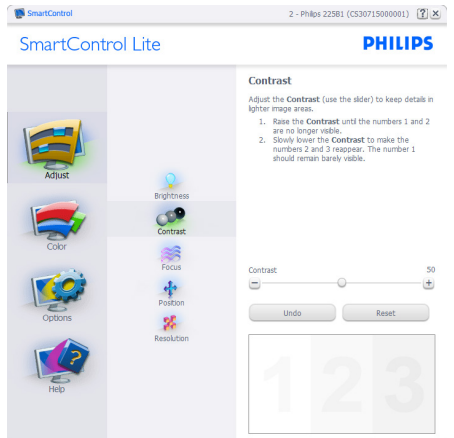 SmartControl
2 - Philips 225B1 (CS30715000001) ? ×
SmartControl Lite
PHILIPS
Adjust
Color
Options
Help
Brightness
Contrast
Focus
Position
Resolution
Contrast
Adjust the Contrast (use the slider) to keep details in
lighter image areas.
1. Raise the Contrast until the numbers 1 and 2
are no longer visible.
2. Slowly lower the Contrast to make the
numbers 2 and 3 reappear. The number 1
should remain barely visible.
Contrast 50
− +
Undo Reset
1 2 3